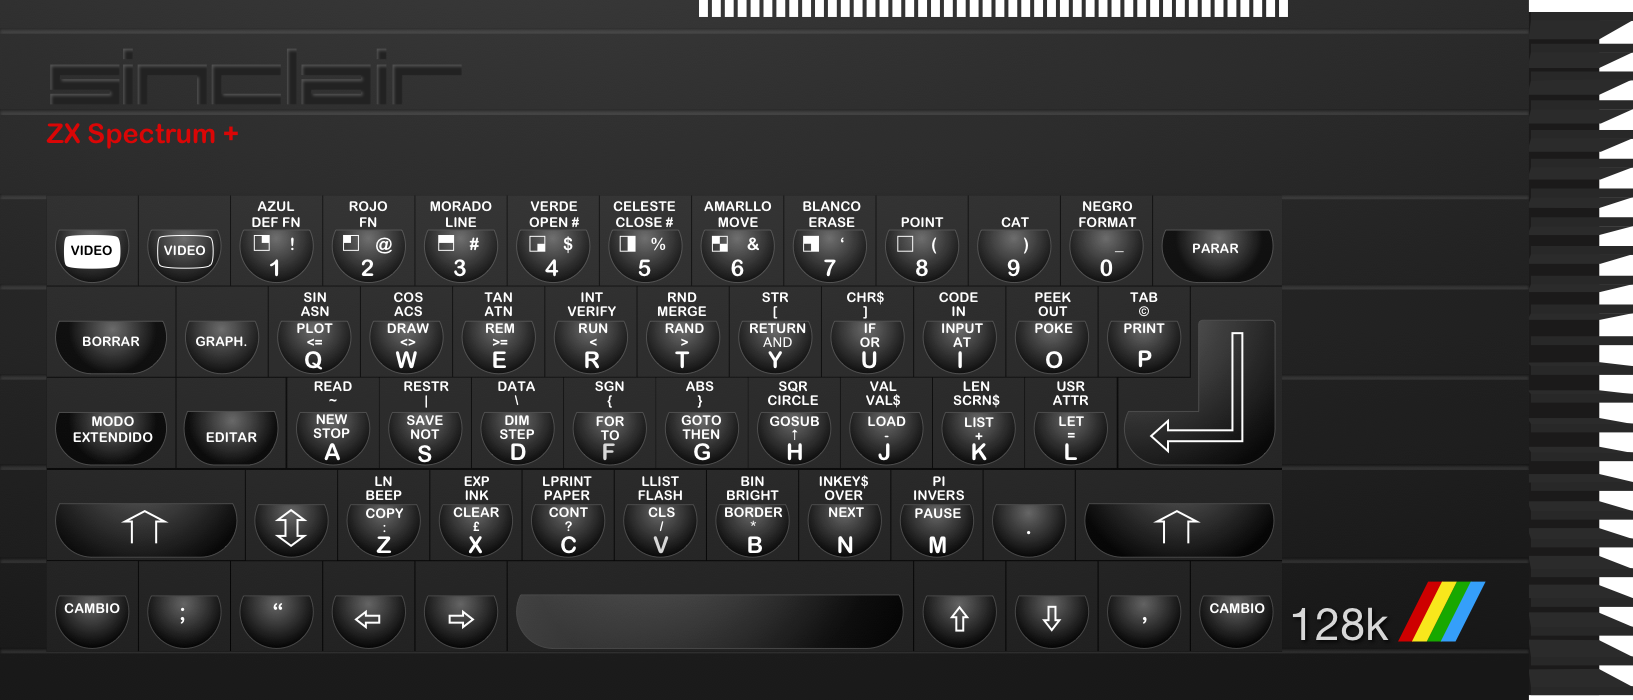 sinclair
ZX Spectrum +
AZUL ROJO MORADO VERDE CELESTE AMARLLO BLANCO NEGRO
DEF FN FN LINE OPEN # CLOSE # MOVE ERASE POINT CAT FORMAT
VIDEO VIDEO ! @ # $ % & ‘ ( ) _ PARAR
1 2 3 4 5 6 7 8 9 0
SIN COS TAN INT RND STR CHR$ CODE PEEK TAB
ASN ACS ATN VERIFY MERGE [ ] IN OUT ©
PLOT DRAW REM RUN RAND RETURN IF INPUT POKE PRINT
BORRAR GRAPH. <= <> >= < > AND OR AT
Q W E R T Y U I O P
READ RESTR DATA SGN ABS SQR VAL LEN USR
~ | \ { } CIRCLE VAL$ SCRN$ ATTR
MODO NEW SAVE DIM FOR GOTO GOSUB LOAD LIST LET
EXTENDIDO EDITAR STOP NOT STEP TO THEN ↑ - + =
A S D F G H J K L
LN EXP LPRINT LLIST BIN INKEY$ PI
BEEP INK PAPER FLASH BRIGHT OVER INVERS
COPY CLEAR CONT CLS BORDER NEXT PAUSE
: £ ? / * .
Z X C V B N M
CAMBIO ; “ , CAMBIO
128k